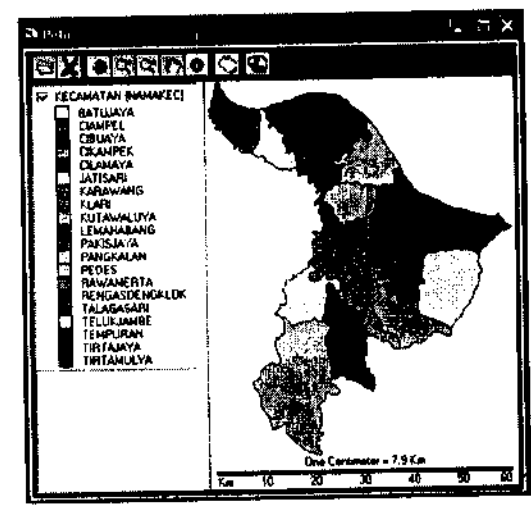 Peta
KECAMATAN (NAMAKEC)
BATUJAYA
CIAMPEL
CIBUAYA
CIKAMPEK
CILAMAYA
JATISARI
KARAWANG
KLARI
KUTAWALUYA
LEMAHABANG
PAKISJAYA
PANGKALAN
PEDES
RAWAMERTA
RENGASDENGKLOK
TALAGASARI
TELUKJAMBE
TEMPURAN
TIRTAJAYA
TIRTAMULYA
One Centimeter = 7.9 Km
Km 10 20 30 40 50 60